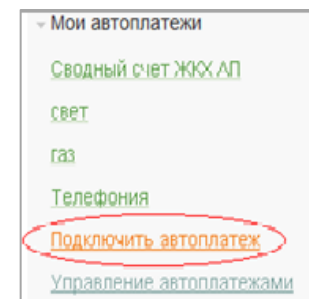 Мои автоплатежи
Сводный счет ЖКХ АП
свет
газ
Телефония
Подключить автоплатеж
Управление автоплатежами